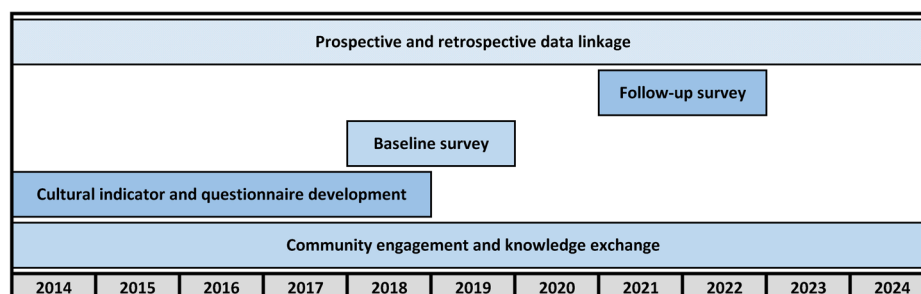 Prospective and retrospective data linkage
Follow-up survey
Baseline survey
Cultural indicator and questionnaire development
Community engagement and knowledge exchange
2014 2015 2016 2017 2018 2019 2020 2021 2022 2023 2024